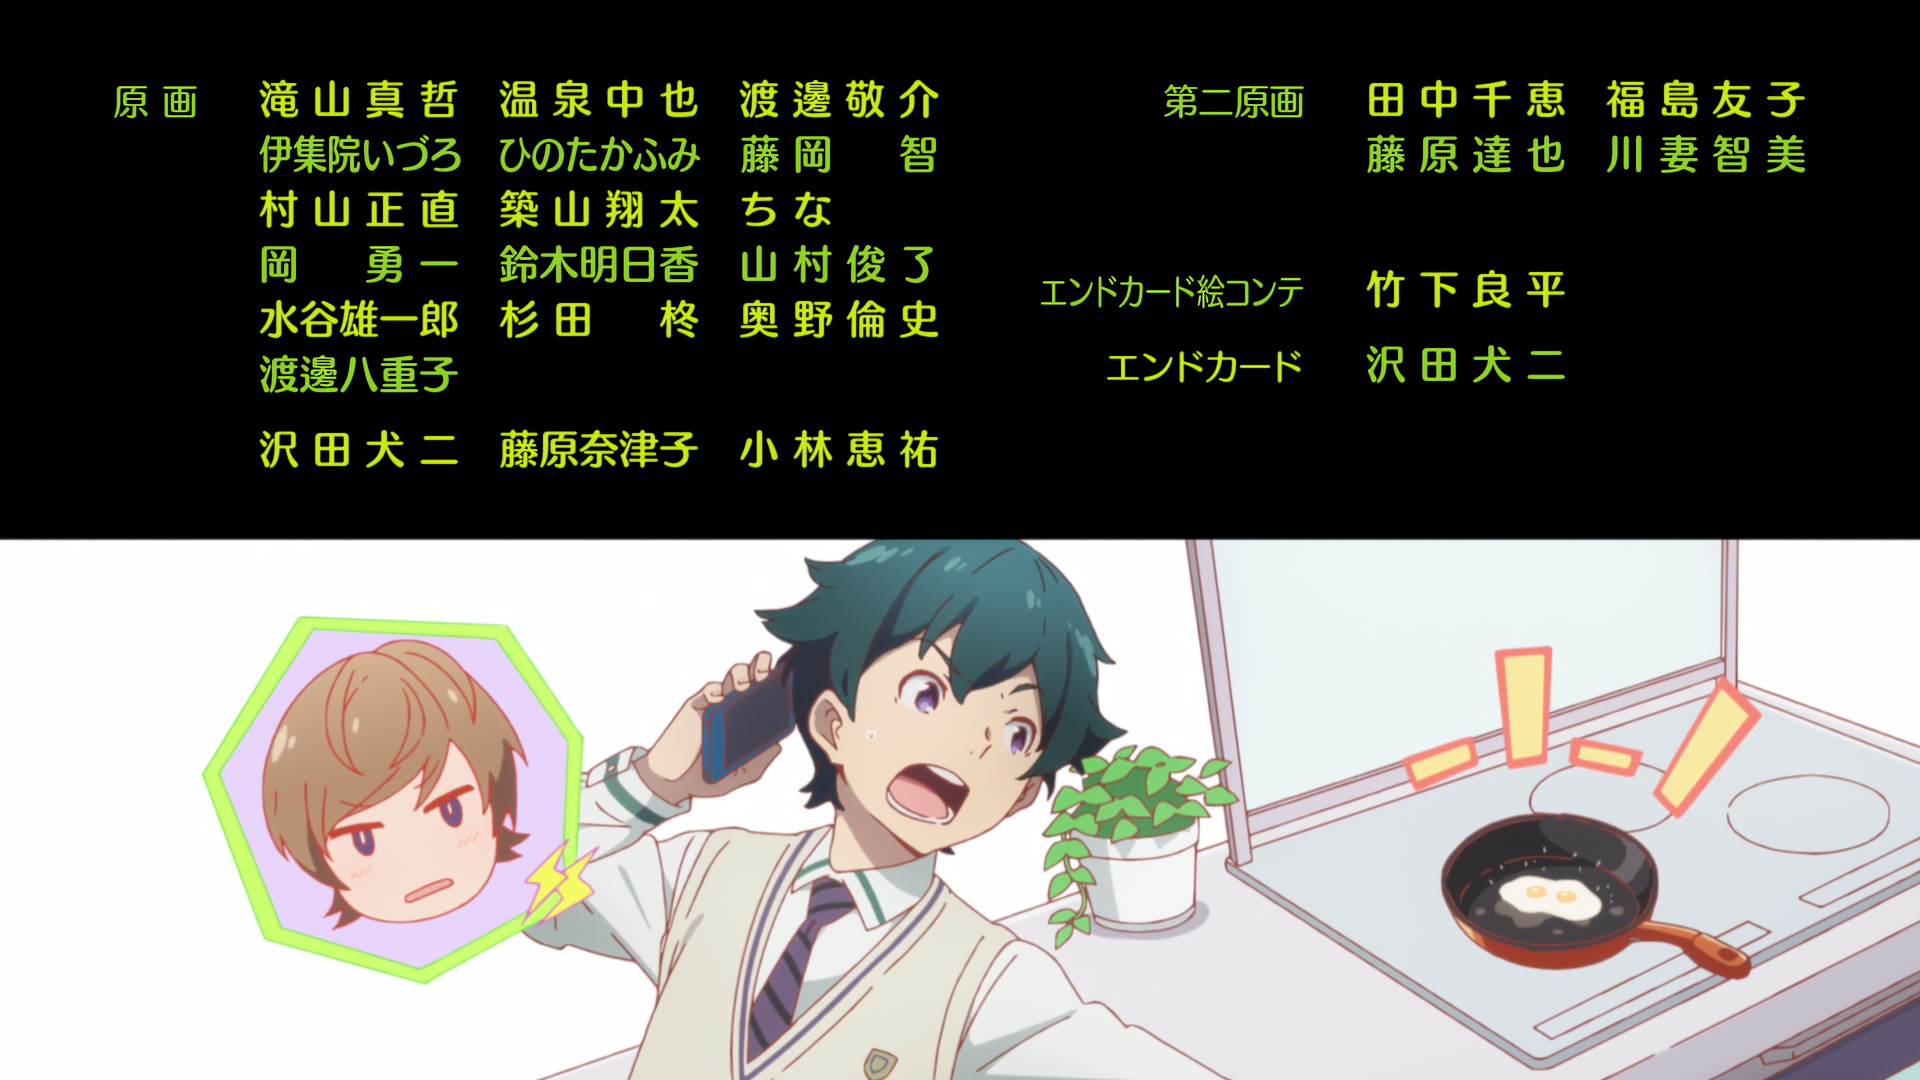 原画 滝山真哲 温泉中也 渡邊敬介
伊集院いづろ ひのたかふみ 藤岡 智
村山正直 築山翔太 ちな
岡 勇一 鈴木明日香 山村俊了
水谷雄一郎 杉田 柊 奥野倫史
渡邊八重子
沢田犬二 藤原奈津子 小林恵祐
第二原画 田中千恵 福島友子
藤原達也 川妻智美
エンドカード絵コンテ 竹下良平
エンドカード 沢田犬二